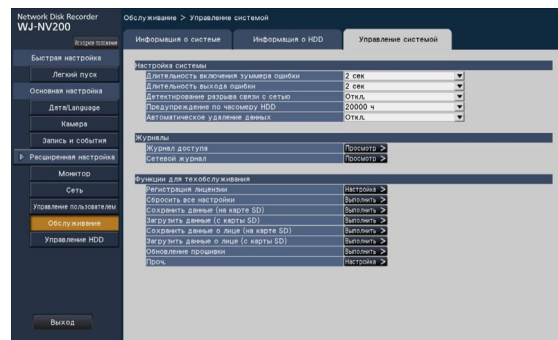 Network Disk Recorder
WJ-NV200
Исходное положение
Быстрая настройка
Легкий пуск
Основная настройка
Дата/Language
Камера
Запись и события
Расширенная настройка
Монитор
Сеть
Управление пользователем
Обслуживание
Управление HDD
Выход
Обслуживание > Управление системой
Информация о системе
Информация о HDD
Управление системой
Настройка системы
Длительность включения зуммера ошибки 2 сек
Длительность выхода ошибки 2 сек
Детектирование разрыва связи с сетью Откл.
Предупреждение по часомеру HDD 20000 ч
Автоматическое удаление данных Откл.
Журналы
Журнал доступа Просмотр >
Сетевой журнал Просмотр >
Функции для техобслуживания
Регистрация лицензии Настройка >
Сбросить все настройки Выполнить >
Сохранить данные (на карте SD) Выполнить >
Загрузить данные (с карты SD) Выполнить >
Сохранить данные о лице (на карте SD) Выполнить >
Загрузить данные о лице (с карты SD) Выполнить >
Обновление прошивки Выполнить >
Проч. Настройка >